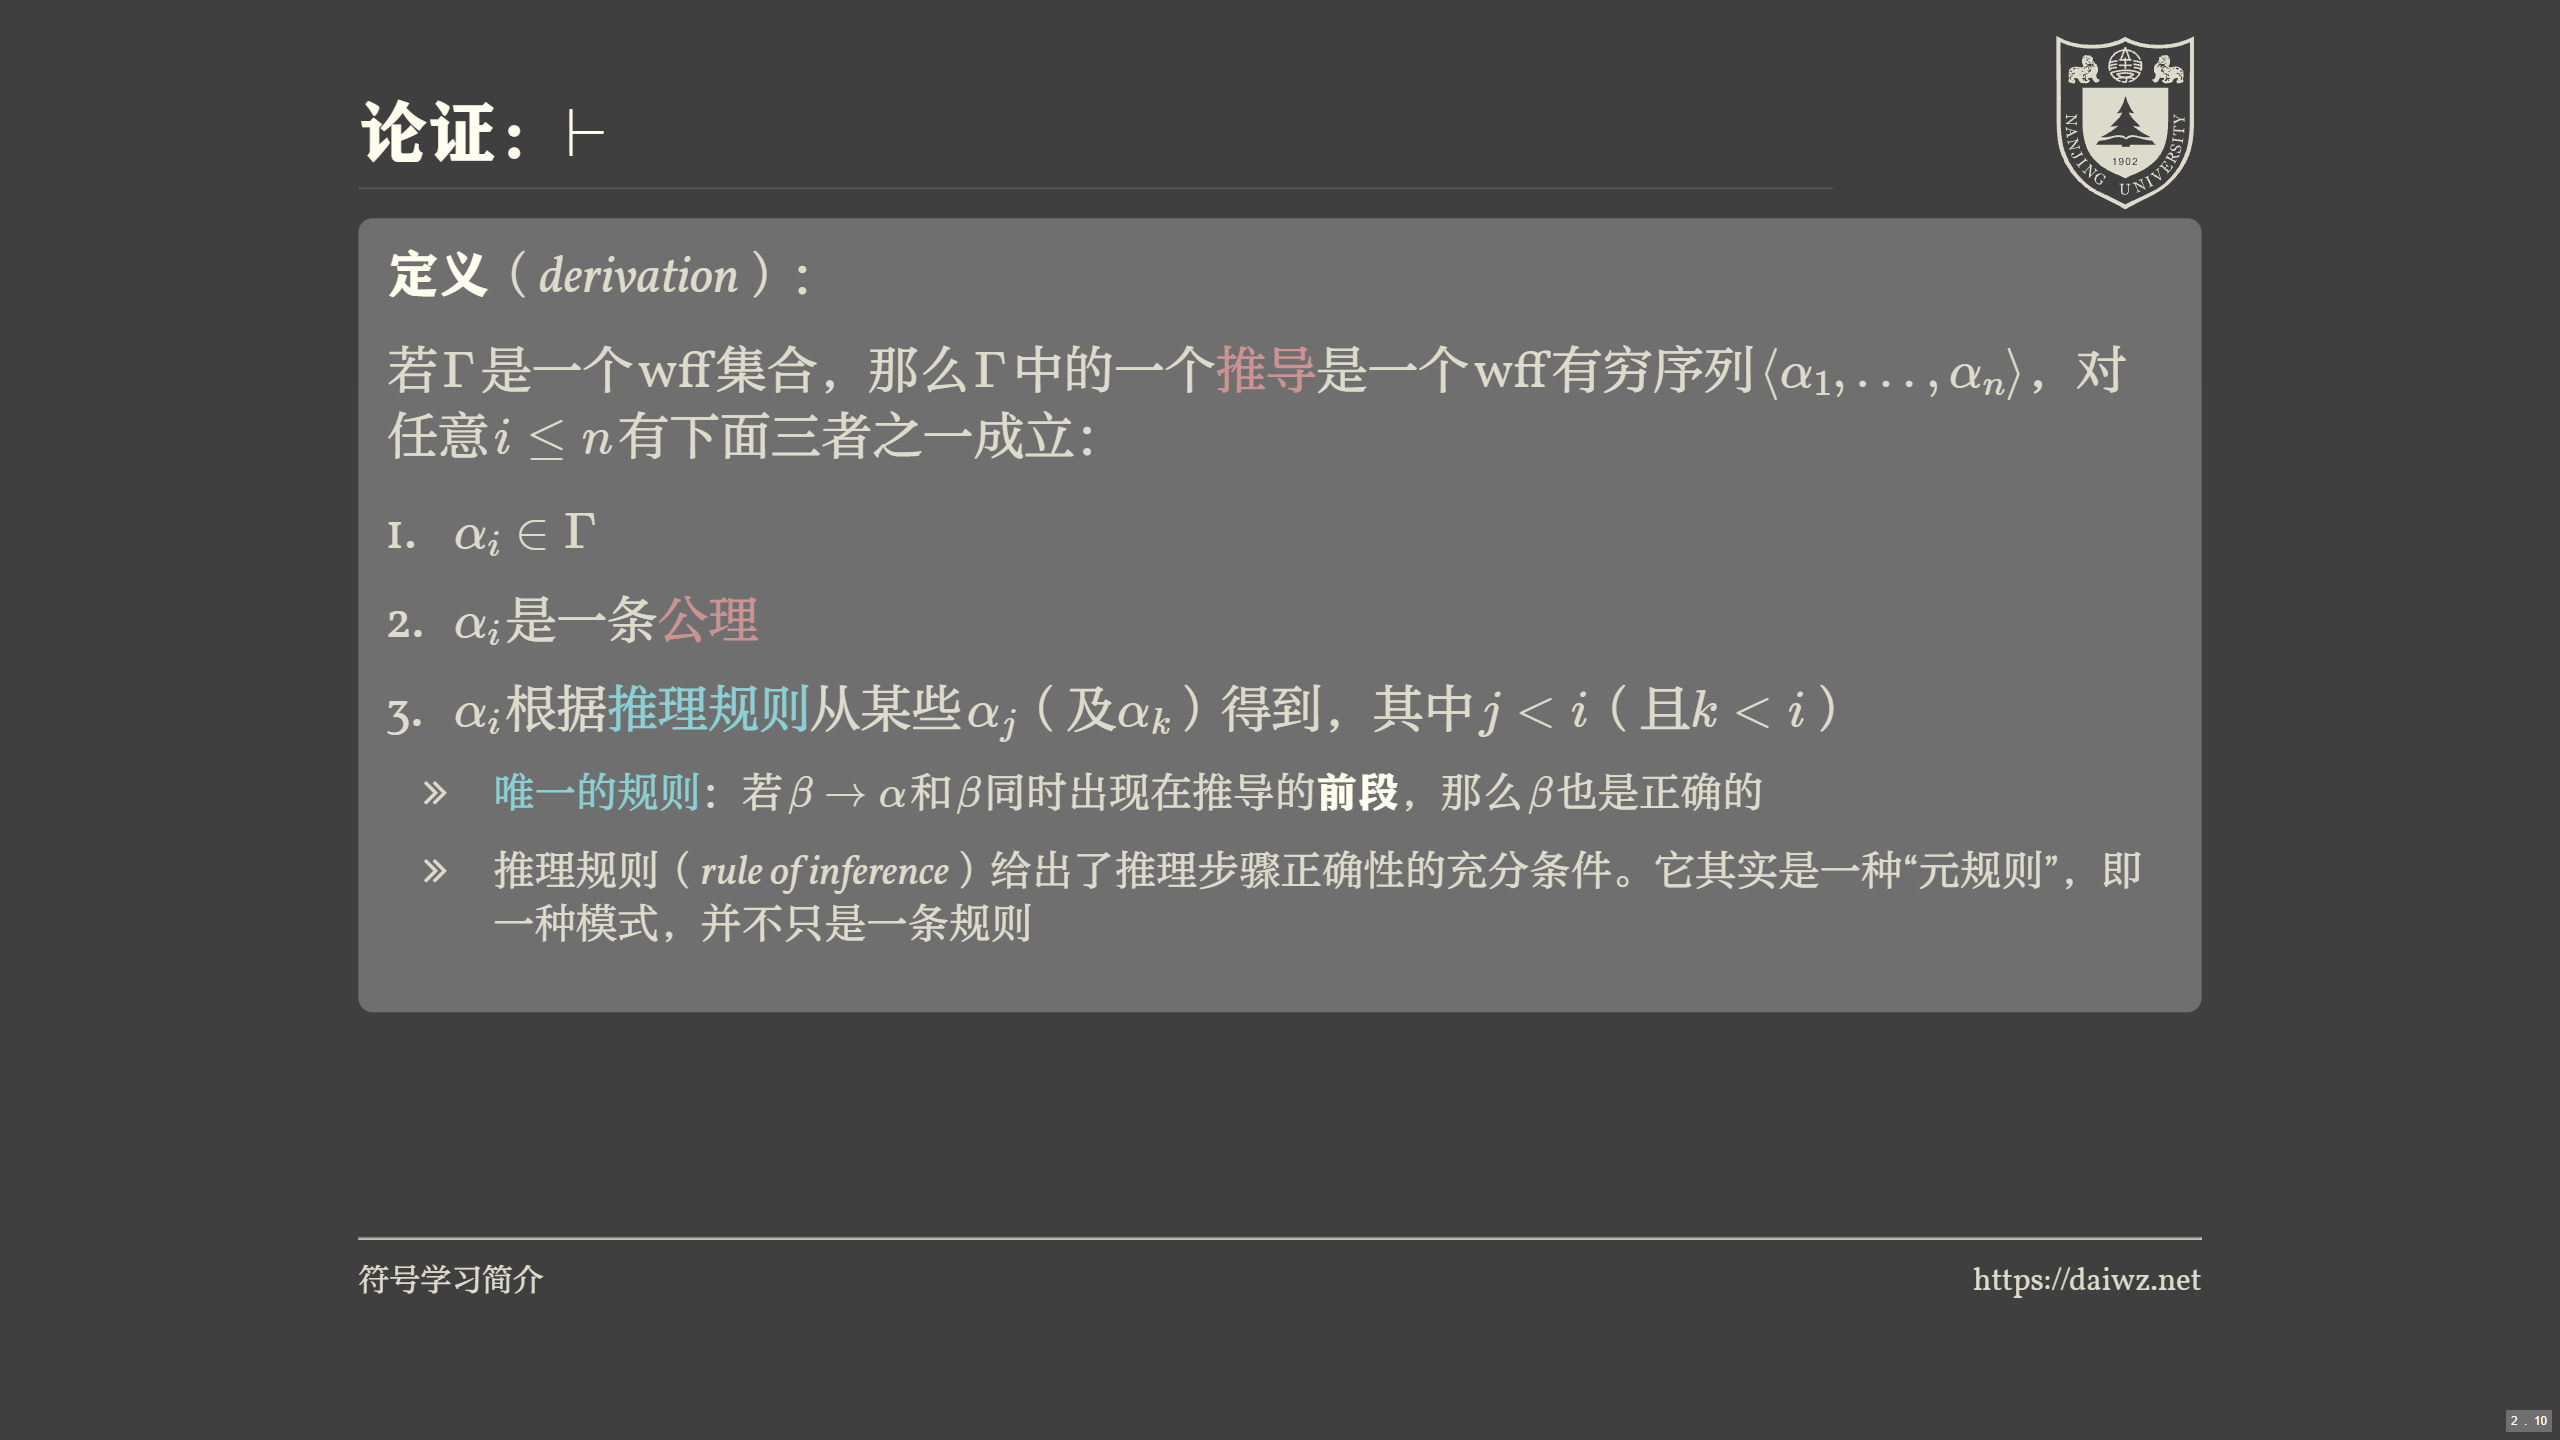 论证：⊢
NANJING UNIVERSITY
1902
定义（derivation）：
若Γ是一个wff集合，那么Γ中的一个推导是一个wff有穷序列⟨α₁, . . . , αₙ⟩，对
任意i ≤ n有下面三者之一成立：
1. αᵢ ∈ Γ
2. αᵢ是一条公理
3. αᵢ根据推理规则从某些αⱼ（及αₖ）得到，其中j < i（且k < i）
» 唯一的规则：若β → α和β同时出现在推导的前段，那么β也是正确的
» 推理规则（rule of inference）给出了推理步骤正确性的充分条件。它其实是一种“元规则”，即
一种模式，并不只是一条规则
符号学习简介
https://daiwz.net
2 . 10